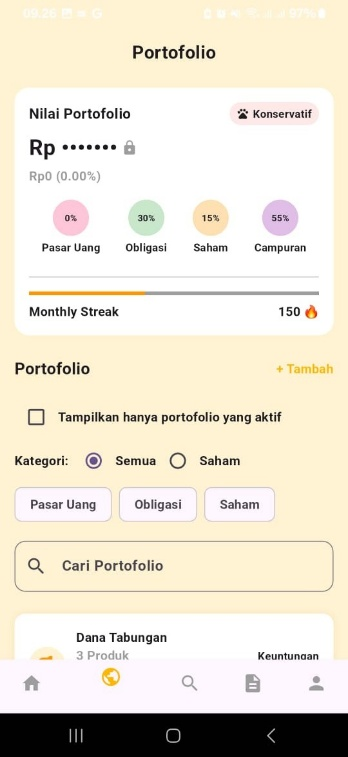 09.26
97%
Portofolio
Nilai Portofolio
Konservatif
Rp •••••••
Rp0 (0.00%)
0%
30%
15%
55%
Pasar Uang
Obligasi
Saham
Campuran
Monthly Streak
150 🔥
Portofolio
+ Tambah
Tampilkan hanya portofolio yang aktif
Kategori:
Semua
Saham
Pasar Uang
Obligasi
Saham
Cari Portofolio
Dana Tabungan
3 Produk
Keuntungan